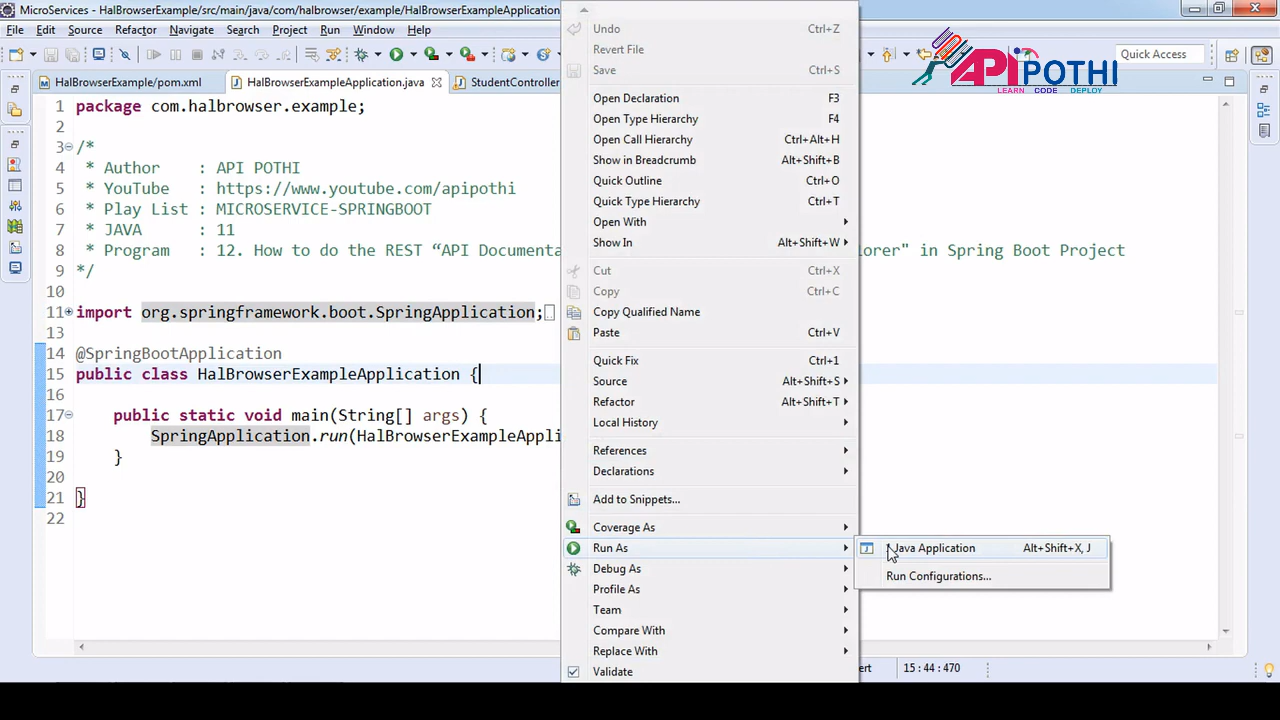 MicroServices - HalBrowserExample/src/main/java/com/halbrowser/example/HalBrowserExampleApplication
File Edit Source Refactor Navigate Search Project Run Window Help
Quick Access
HalBrowserExample/pom.xml
HalBrowserExampleApplication.java
StudentController
APIPOTHI
LEARN CODE DEPLOY
1 package com.halbrowser.example;
2
3 /*
4 * Author : API POTHI
5 * YouTube : https://www.youtube.com/apipothi
6 * Play List : MICROSERVICE-SPRINGBOOT
7 * JAVA : 11
8 * Program : 12. How to do the REST “API Documenta
lorer" in Spring Boot Project
9 */
10
11 import org.springframework.boot.SpringApplication;
13
14 @SpringBootApplication
15 public class HalBrowserExampleApplication {
16
17 public static void main(String[] args) {
18 SpringApplication.run(HalBrowserExampleAppli
19 }
20
21 }
22
Undo Ctrl+Z
Revert File
Save Ctrl+S
Open Declaration F3
Open Type Hierarchy F4
Open Call Hierarchy Ctrl+Alt+H
Show in Breadcrumb Alt+Shift+B
Quick Outline Ctrl+O
Quick Type Hierarchy Ctrl+T
Open With
Show In Alt+Shift+W
Cut Ctrl+X
Copy Ctrl+C
Copy Qualified Name
Paste Ctrl+V
Quick Fix Ctrl+1
Source Alt+Shift+S
Refactor Alt+Shift+T
Local History
References
Declarations
Add to Snippets...
Coverage As
Run As
Debug As
Profile As
Team
Compare With
Replace With
Validate
Java Application Alt+Shift+X, J
Run Configurations...
ert 15:44:470